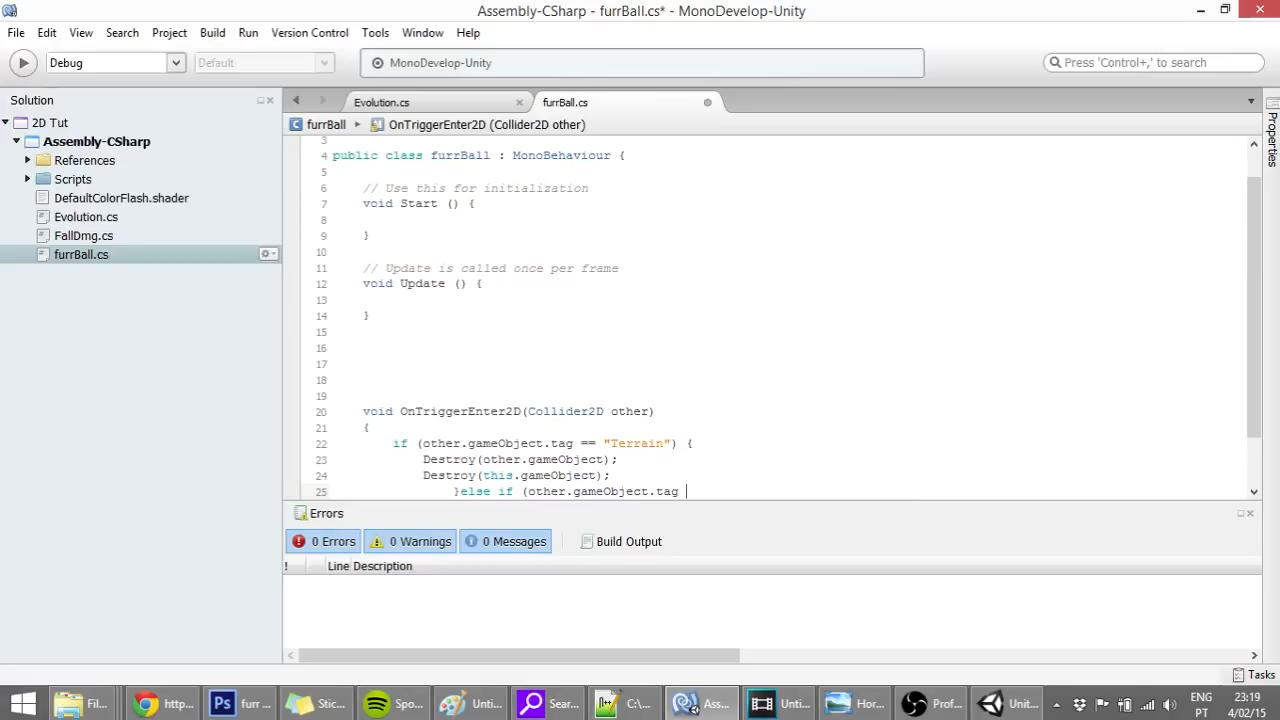 Assembly-CSharp - furrBall.cs* - MonoDevelop-Unity
File Edit View Search Project Build Run Version Control Tools Window Help
Debug Default MonoDevelop-Unity Press 'Control+,' to search
Solution
Evolution.cs furrBall.cs
2D Tut
Assembly-CSharp
References
Scripts
DefaultColorFlash.shader
Evolution.cs
FallDmg.cs
furrBall.cs
furrBall OnTriggerEnter2D (Collider2D other)
3
4 public class furrBall : MonoBehaviour {
5
6 // Use this for initialization
7 void Start () {
8
9 }
10
11 // Update is called once per frame
12 void Update () {
13
14 }
15
16
17
18
19
20 void OnTriggerEnter2D(Collider2D other)
21 {
22 if (other.gameObject.tag == "Terrain") {
23 Destroy(other.gameObject);
24 Destroy(this.gameObject);
25 }else if (other.gameObject.tag
Properties
Errors
0 Errors 0 Warnings 0 Messages Build Output
! Line Description
Tasks
Fil... http... furr ... Stic... Spo... Unti... Sear... C:\... Ass... Unti... Hor... Prof... Unit...
ENG 23:19
PT 4/02/15